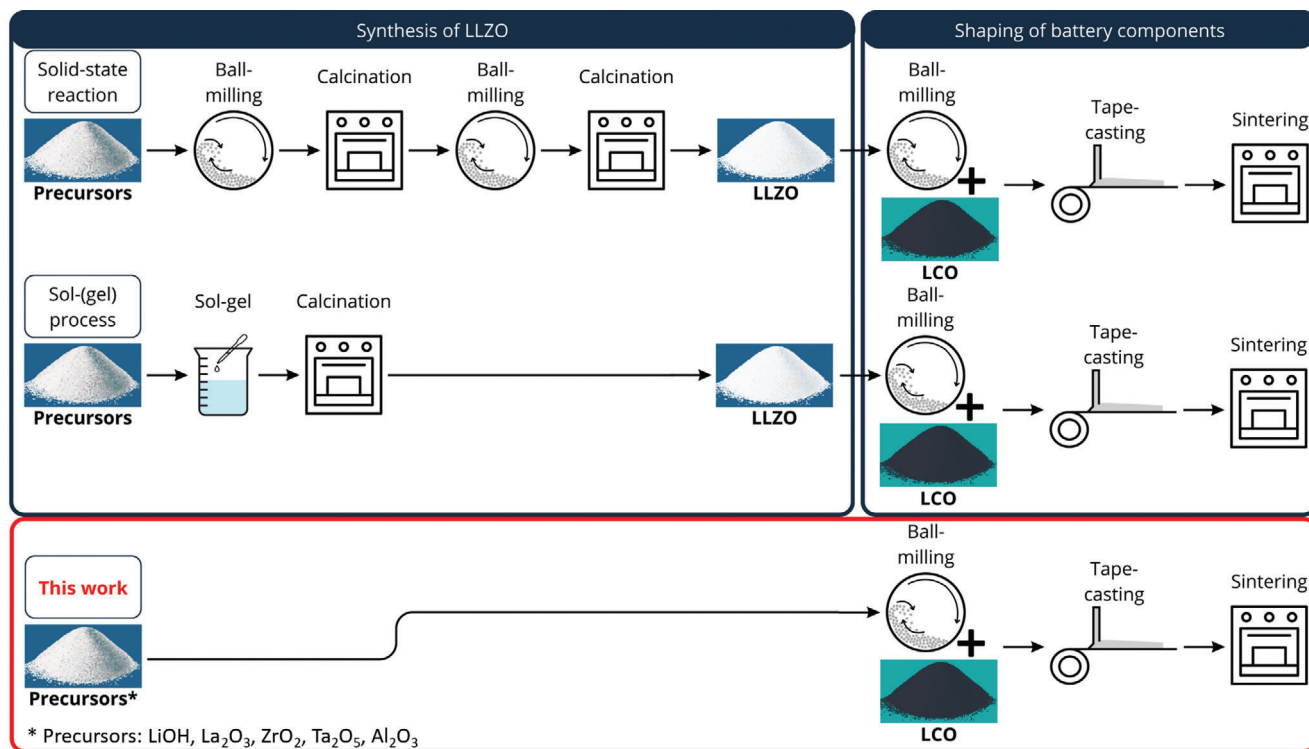 Synthesis of LLZO
Shaping of battery components
Solid-state
reaction
Precursors
Ball-
milling
Calcination
Ball-
milling
Calcination
LLZO
Ball-
milling
LCO
Tape-
casting
Sintering
Sol-(gel)
process
Precursors
Sol-gel
Calcination
LLZO
Ball-
milling
LCO
Tape-
casting
Sintering
This work
Precursors*
Ball-
milling
LCO
Tape-
casting
Sintering
* Precursors: LiOH, La₂O₃, ZrO₂, Ta₂O₅, Al₂O₃